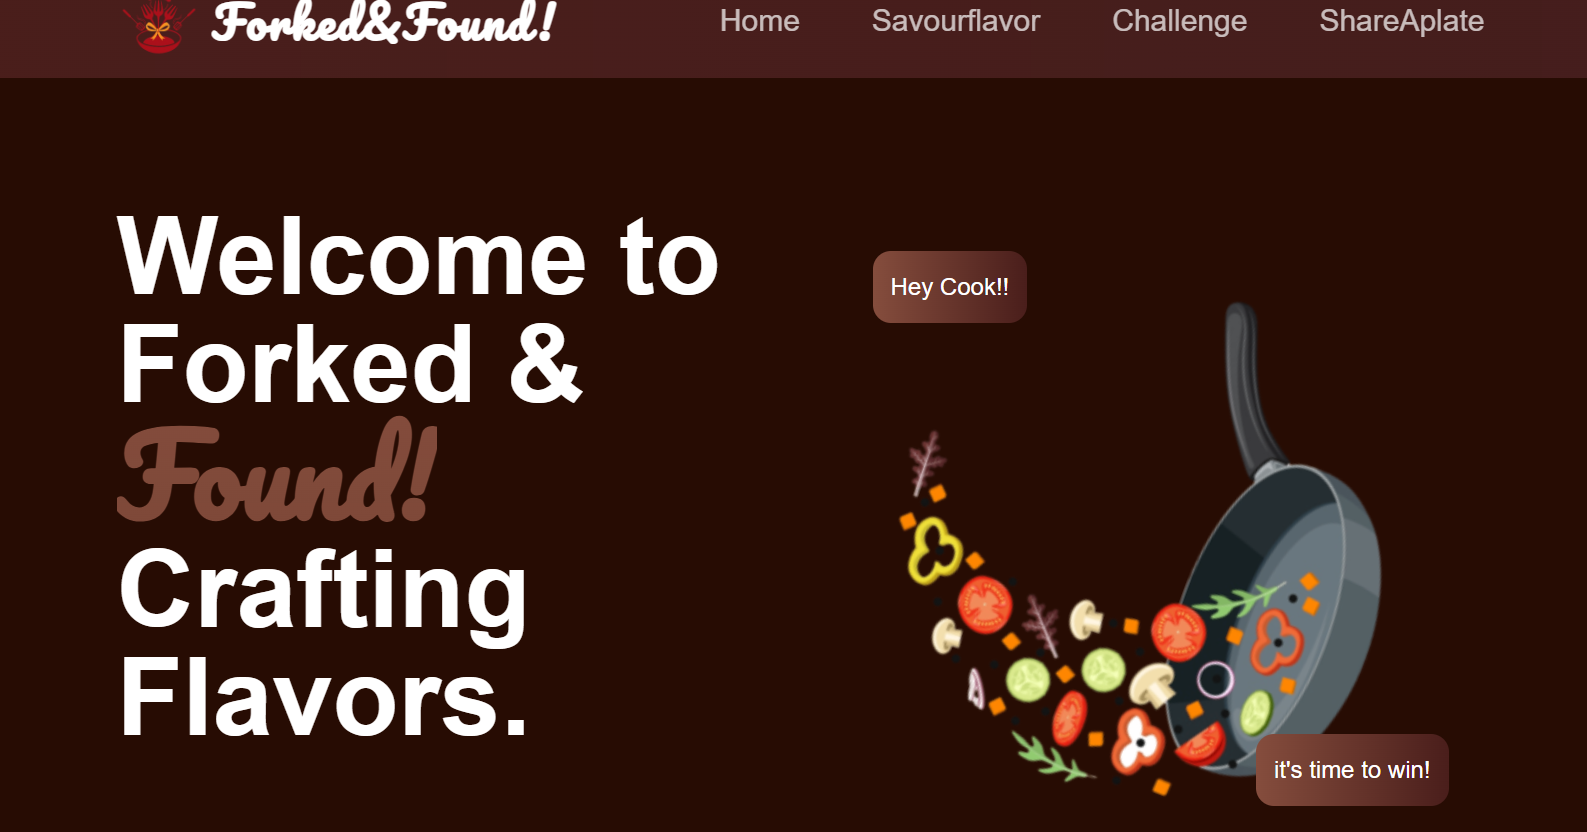 Forked&Found!
Home Savourflavor Challenge ShareAplate
Welcome to
Forked &
Found!
Crafting
Flavors.
Hey Cook!!
it's time to win!